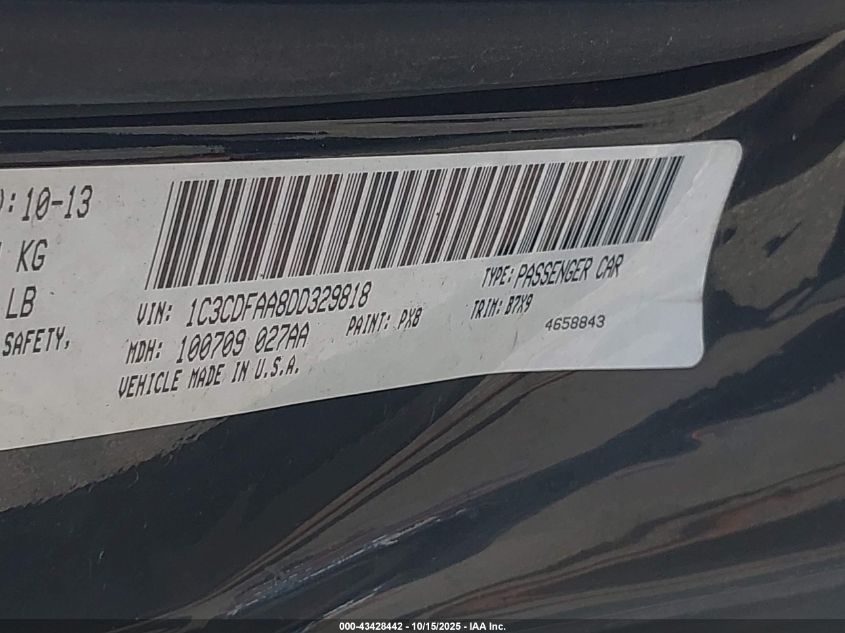 ):10-13
KG
LB
SAFETY,
VIN: 1C3CDFAA8DD329818
TYPE: PASSENGER CAR
MDH: 100709 027AA
PAINT: PX8
TRIM: B7X9
4658843
VEHICLE MADE IN U.S.A.
000-43428442 - 10/15/2025 - IAA Inc.